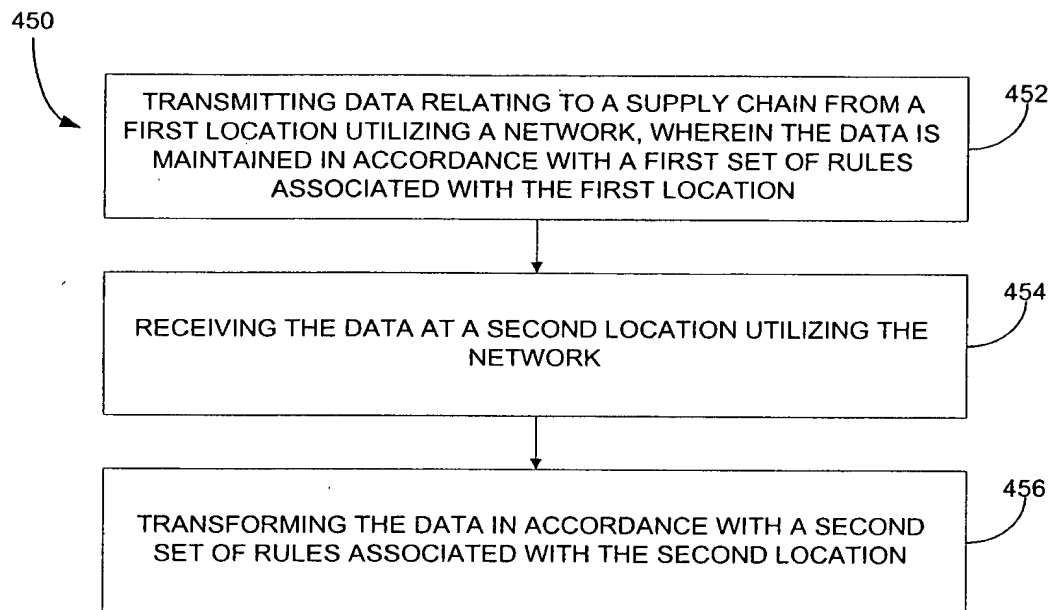 450
TRANSMITTING DATA RELATING TO A SUPPLY CHAIN FROM A
FIRST LOCATION UTILIZING A NETWORK, WHEREIN THE DATA IS
MAINTAINED IN ACCORDANCE WITH A FIRST SET OF RULES
ASSOCIATED WITH THE FIRST LOCATION
452
RECEIVING THE DATA AT A SECOND LOCATION UTILIZING THE
NETWORK
454
TRANSFORMING THE DATA IN ACCORDANCE WITH A SECOND
SET OF RULES ASSOCIATED WITH THE SECOND LOCATION
456